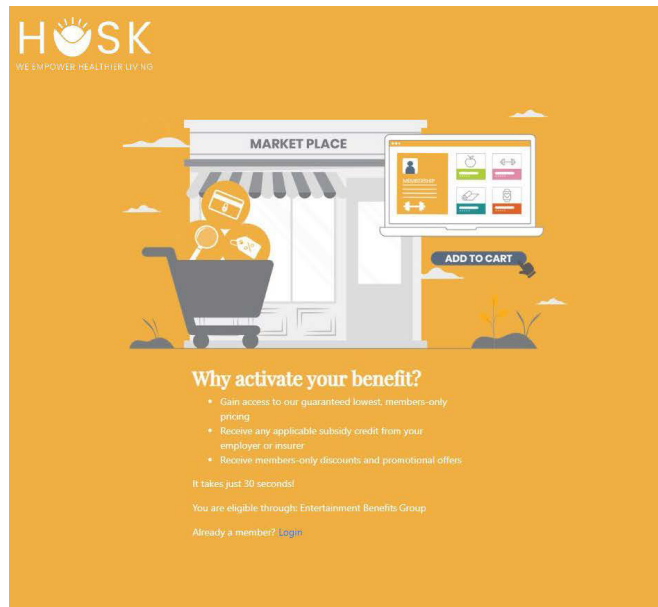 HUSK
WE EMPOWER HEALTHIER LIVING
MARKET PLACE
MEMBERSHIP
ADD TO CART
Why activate your benefit?
• Gain access to our guaranteed lowest, members-only
pricing
• Receive any applicable subsidy credit from your
employer or insurer
• Receive members-only discounts and promotional offers
It takes just 30 seconds!
You are eligible through: Entertainment Benefits Group
Already a member? Login